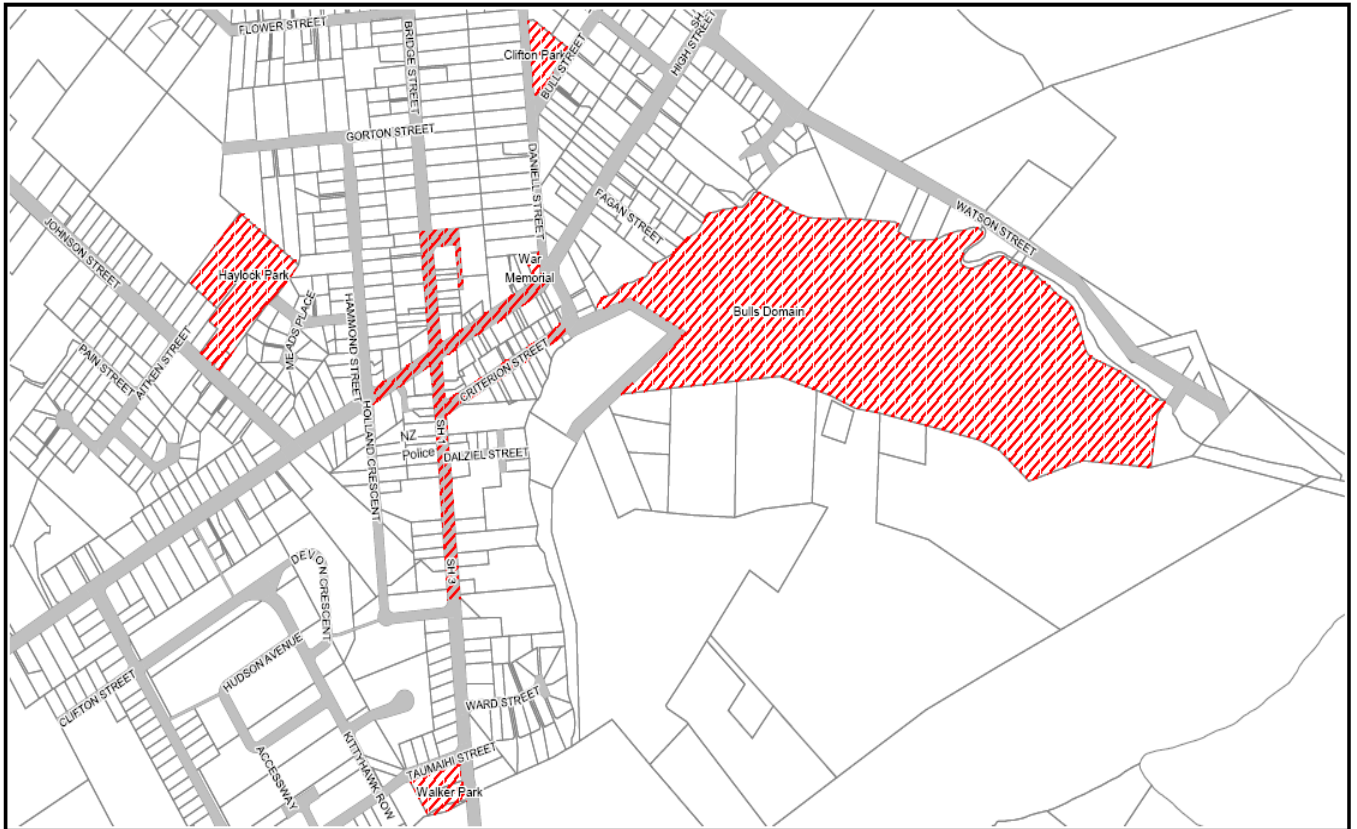 FLOWER STREET
BRIDGE STREET
Clifton Park
BULL STREET
HIGH STREET
SH
GORTON STREET
DANIELL STREET
FAGAN STREET
WATSON STREET
JOHNSON STREET
Haylock Park
War
Memorial
MEADS PLACE
HAMMOND STREET
Bulls Domain
PAIN STREET
AITKEN STREET
CRITERION STREET
HOLLAND CRESCENT
SH 1
NZ
Police
DALZIEL STREET
SH 3
DEVON CRESCENT
HUDSON AVENUE
CLIFTON STREET
WARD STREET
ACCESSWAY
KITTYHAWK ROW
TAUMAIHI STREET
Walker Park